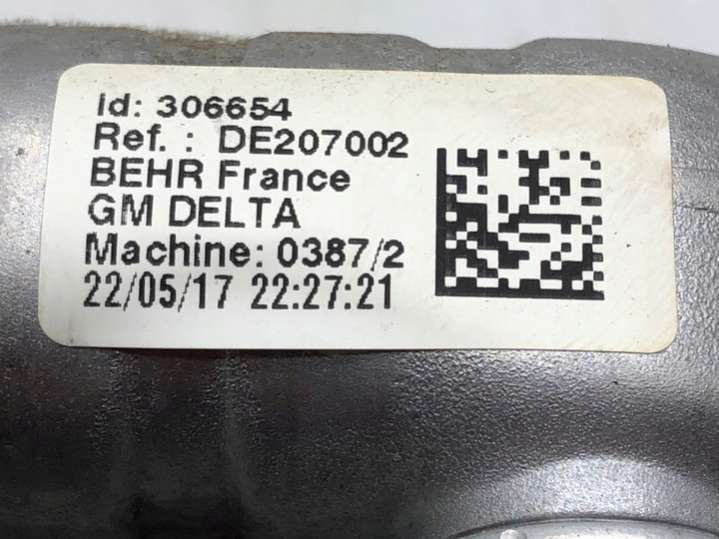 Id: 306654
Ref. : DE207002
BEHR France
GM DELTA
Machine: 0387/2
22/05/17 22:27:21